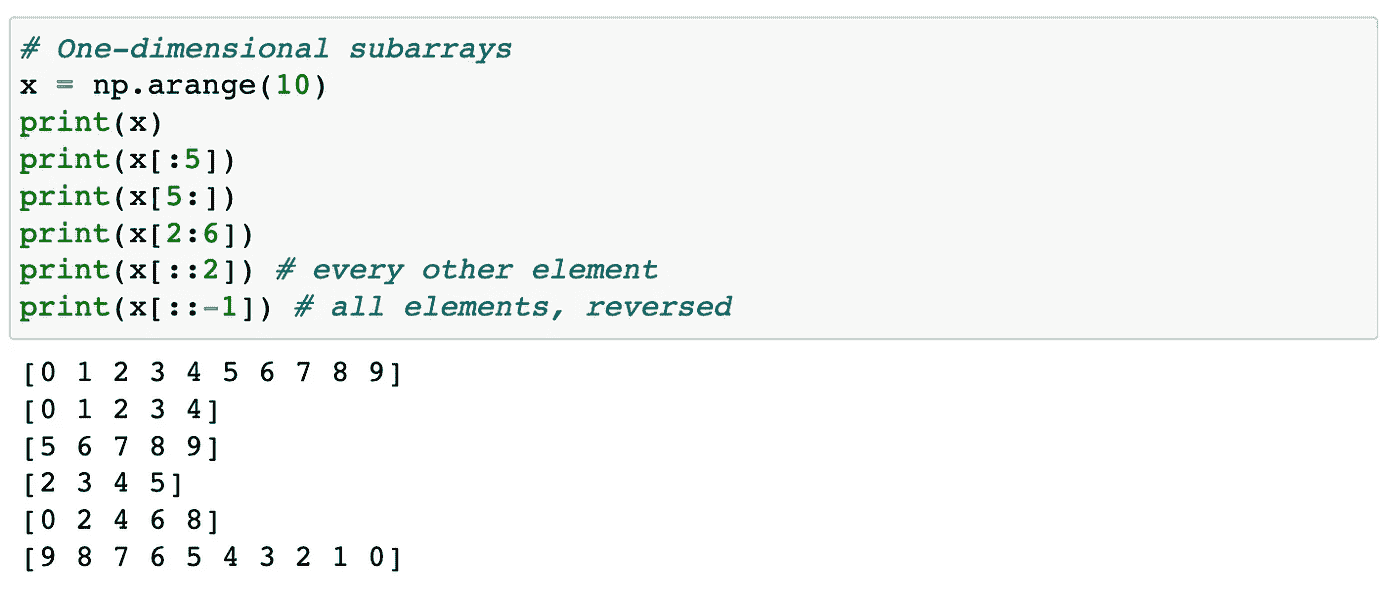 # One-dimensional subarrays
x = np.arange(10)
print(x)
print(x[:5])
print(x[5:])
print(x[2:6])
print(x[::2]) # every other element
print(x[::-1]) # all elements, reversed
[0 1 2 3 4 5 6 7 8 9]
[0 1 2 3 4]
[5 6 7 8 9]
[2 3 4 5]
[0 2 4 6 8]
[9 8 7 6 5 4 3 2 1 0]